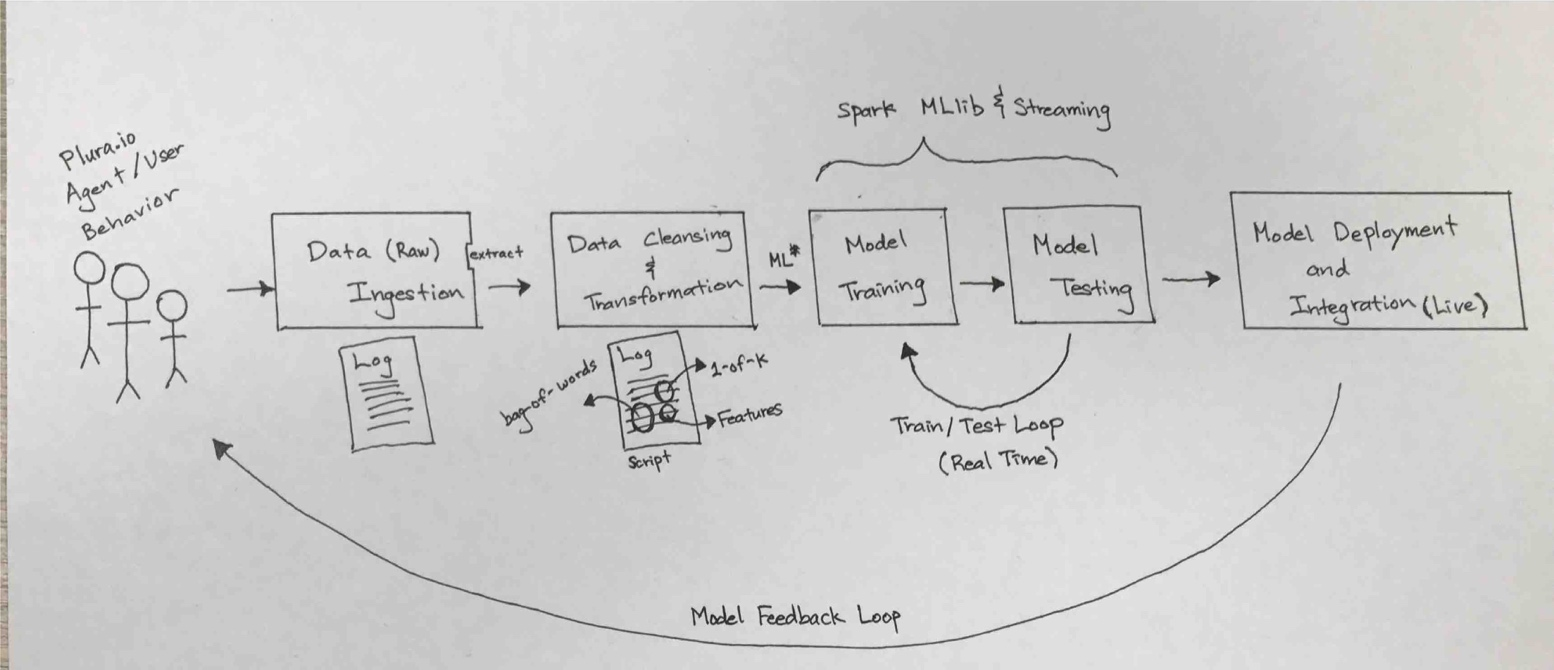 Spark MLlib & Streaming
Plura.io
Agent/User
Behavior
Data (Raw)
Ingestion
extract
Data Cleansing
&
Transformation
ML*
Model
Training
Model
Testing
Model Deployment
and
Integration (Live)
Log
bag-of-words
Log
1-of-K
Features
Script
Train/Test Loop
(Real Time)
Model Feedback Loop